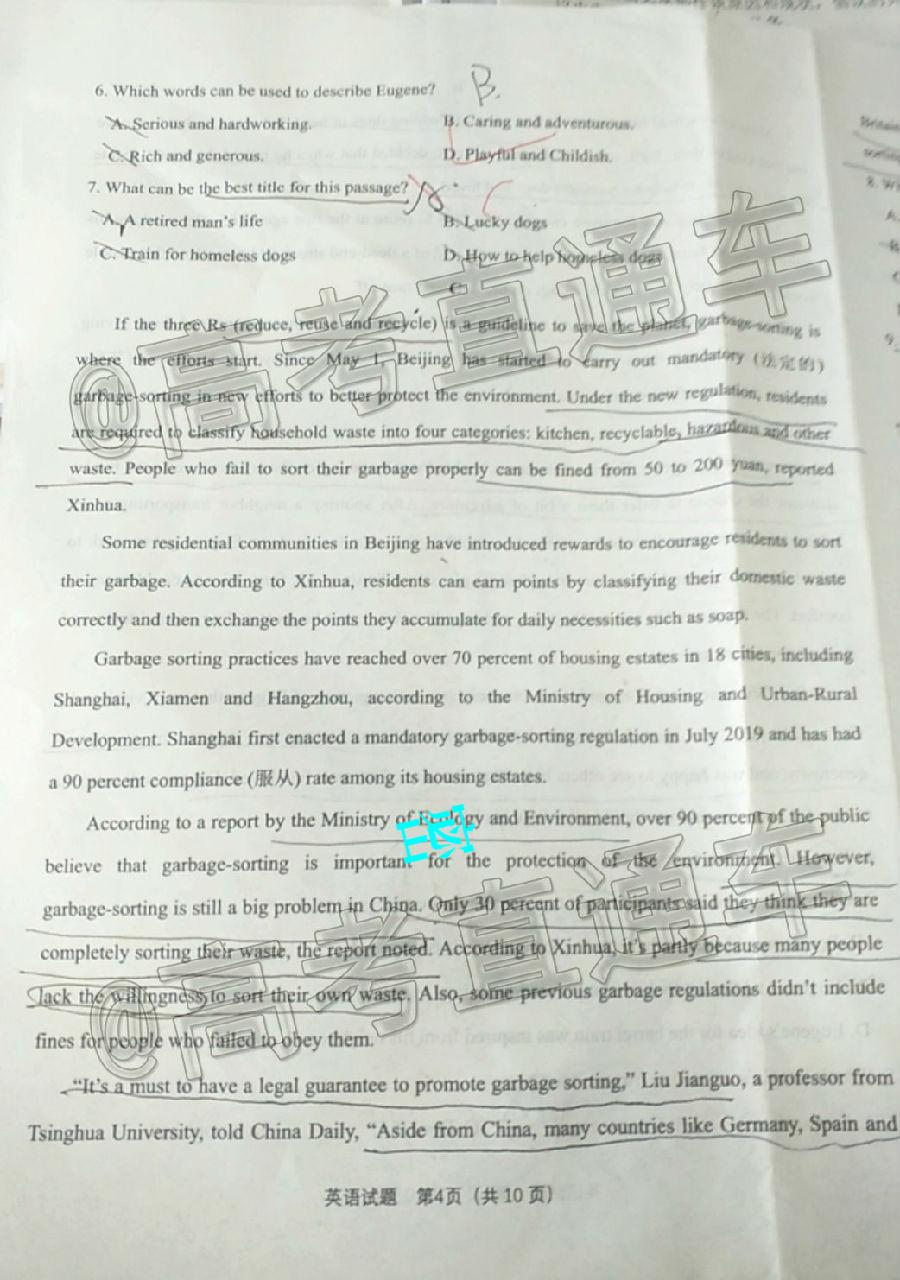 6. Which words can be used to describe Eugene? B.
A. Serious and hardworking. B. Caring and adventurous.
C. Rich and generous. D. Playful and Childish.
7. What can be the best title for this passage? C
A. A retired man's life B. Lucky dogs
C. Train for homeless dogs D. How to help homeless dogs
C
If the three Rs (reduce, reuse and recycle) is a guideline to save the planet, garbage-sorting is
where the efforts start. Since May 1, Beijing has started to carry out mandatory (法定的)
garbage-sorting in new efforts to better protect the environment. Under the new regulation, residents
are required to classify household waste into four categories: kitchen, recyclable, hazardous and other
waste. People who fail to sort their garbage properly can be fined from 50 to 200 yuan, reported
Xinhua.
Some residential communities in Beijing have introduced rewards to encourage residents to sort
their garbage. According to Xinhua, residents can earn points by classifying their domestic waste
correctly and then exchange the points they accumulate for daily necessities such as soap.
Garbage sorting practices have reached over 70 percent of housing estates in 18 cities, including
Shanghai, Xiamen and Hangzhou, according to the Ministry of Housing and Urban-Rural
Development. Shanghai first enacted a mandatory garbage-sorting regulation in July 2019 and has had
a 90 percent compliance (服从) rate among its housing estates.
According to a report by the Ministry of Ecology and Environment, over 90 percent of the public
believe that garbage-sorting is important for the protection of the environment. However,
garbage-sorting is still a big problem in China. Only 30 percent of participants said they think they are
completely sorting their waste, the report noted. According to Xinhua, it's partly because many people
lack the willingness to sort their own waste. Also, some previous garbage regulations didn't include
fines for people who failed to obey them.
"It's a must to have a legal guarantee to promote garbage sorting," Liu Jianguo, a professor from
Tsinghua University, told China Daily, "Aside from China, many countries like Germany, Spain and
英语试题 第4页（共 10 页）
@高考直通车
@高考直通车